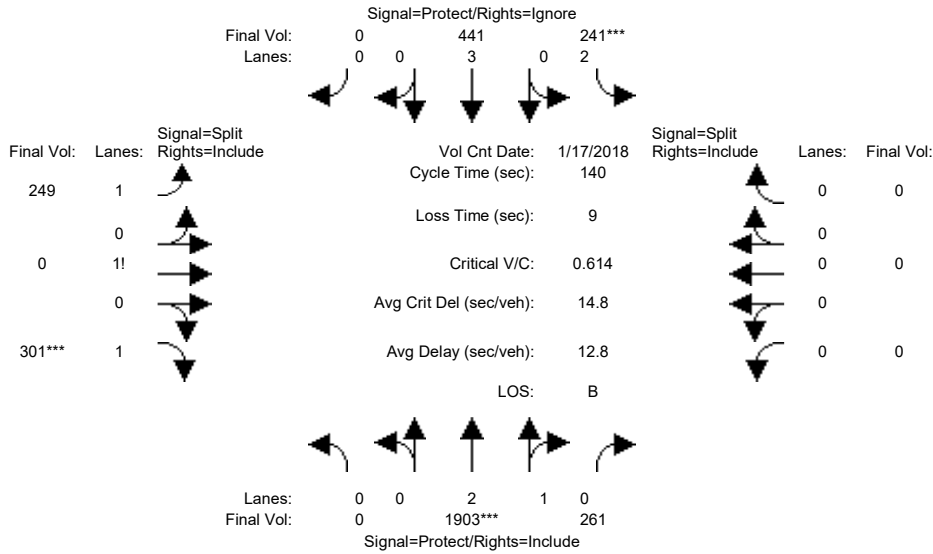 Signal=Protect/Rights=Ignore
Final Vol: 0 441 241***
Lanes: 0 0 3 0 2
Signal=Split
Final Vol: Lanes: Rights=Include
Vol Cnt Date: 1/17/2018
Signal=Split
Rights=Include Lanes: Final Vol:
Cycle Time (sec): 140
249 1 0 0
Loss Time (sec): 9
0 0
0 1! Critical V/C: 0.614 0 0
0 Avg Crit Del (sec/veh): 14.8 0
301*** 1 Avg Delay (sec/veh): 12.8 0 0
LOS: B
Lanes: 0 0 2 1 0
Final Vol: 0 1903*** 261
Signal=Protect/Rights=Include